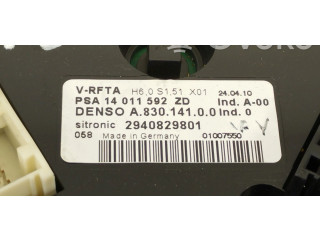 V-RFTA H6.0 S1.51 X01 24.04.10
PSA 14 011 592 ZD Ind. A-00
DENSO A.830.141.0.0 Ind. 0
sitronic 2940829801
058 Made in Germany 01007550